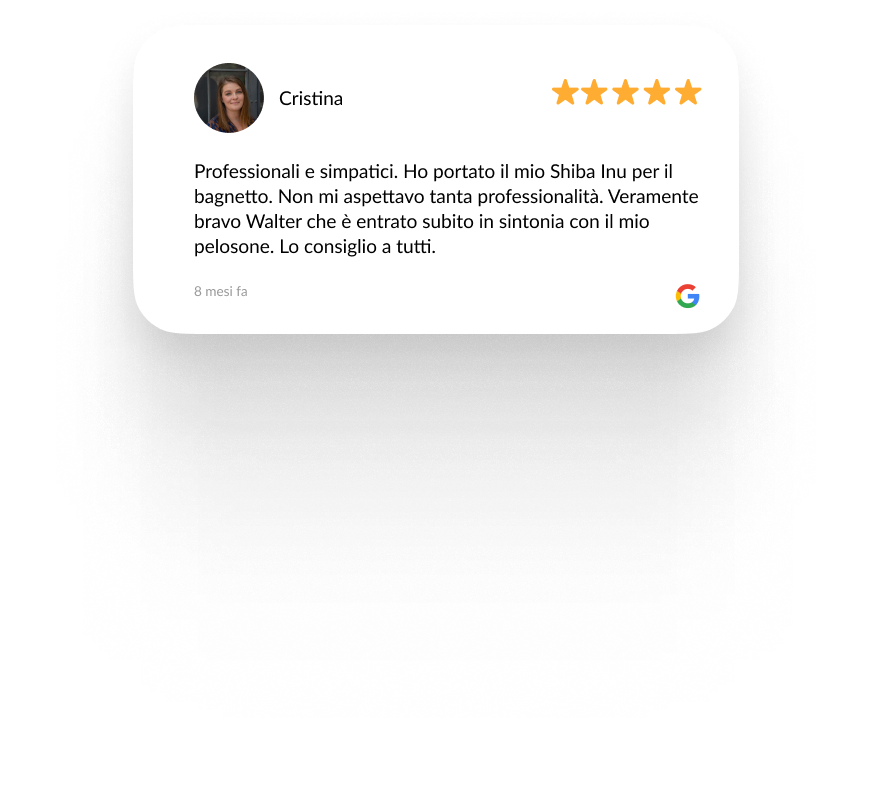 Cristina
Professionali e simpatici. Ho portato il mio Shiba Inu per il
bagnetto. Non mi aspettavo tanta professionalità. Veramente
bravo Walter che è entrato subito in sintonia con il mio
pelosone. Lo consiglio a tutti.
8 mesi fa